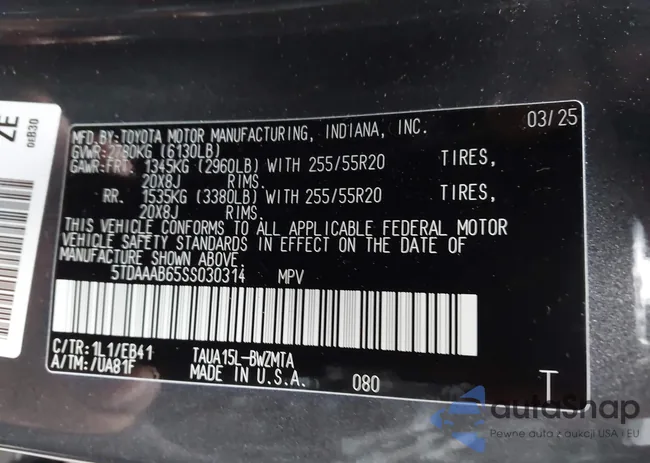 ZE
0EB30
MFD.BY:TOYOTA MOTOR MANUFACTURING, INDIANA, INC. 03/25
GVWR:2780KG (6130LB)
GAWR:FRT. 1345KG (2960LB) WITH 255/55R20 TIRES,
20X8J RIMS.
RR. 1535KG (3380LB) WITH 255/55R20 TIRES,
20X8J RIMS.
THIS VEHICLE CONFORMS TO ALL APPLICABLE FEDERAL MOTOR
VEHICLE SAFETY STANDARDS IN EFFECT ON THE DATE OF
MANUFACTURE SHOWN ABOVE.
5TDAAAB65SS030314 MPV
C/TR:1L1/EB41 TAUA15L-BWZMTA
A/TM:/UA81F MADE IN U.S.A. 080 T
autoSnap
Pewne auta z aukcji USA i EU